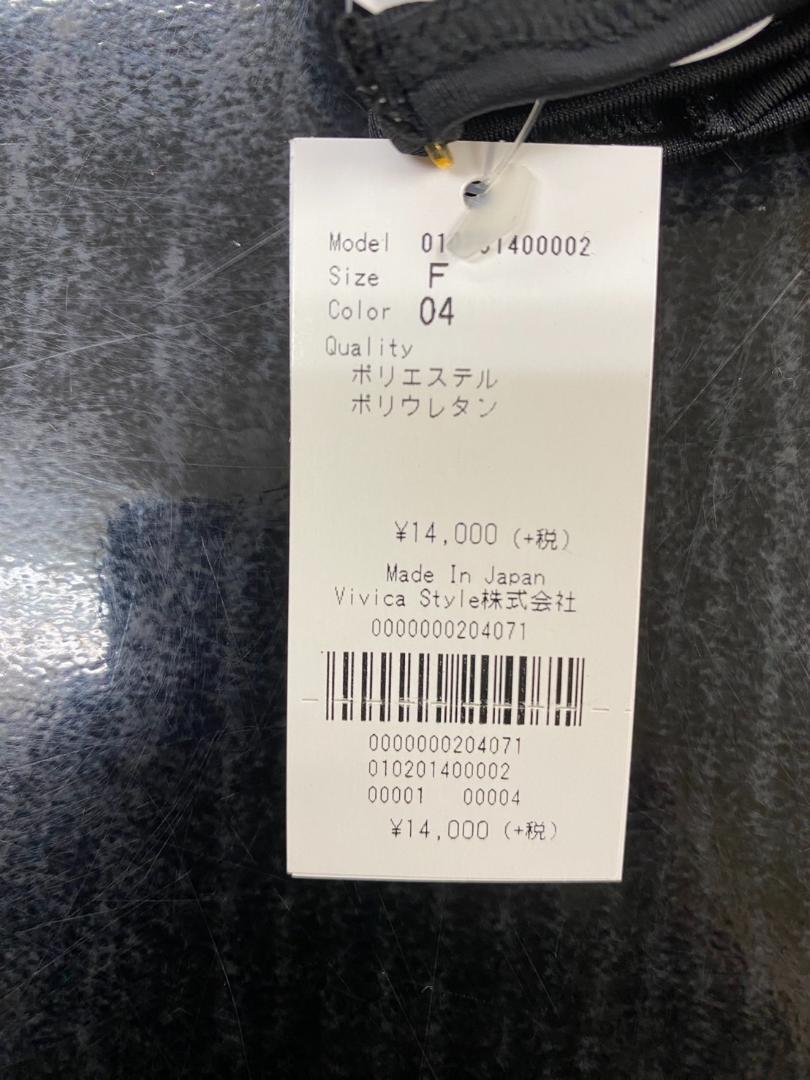 Model
Size F
Color 04
Quality
ポリエステル
ポリウレタン
¥14,000 (+税)
Made In Japan
Vivica Style株式会社
0000000204071
0000000204071
010201400002
00001 00004
¥14,000 (+税)